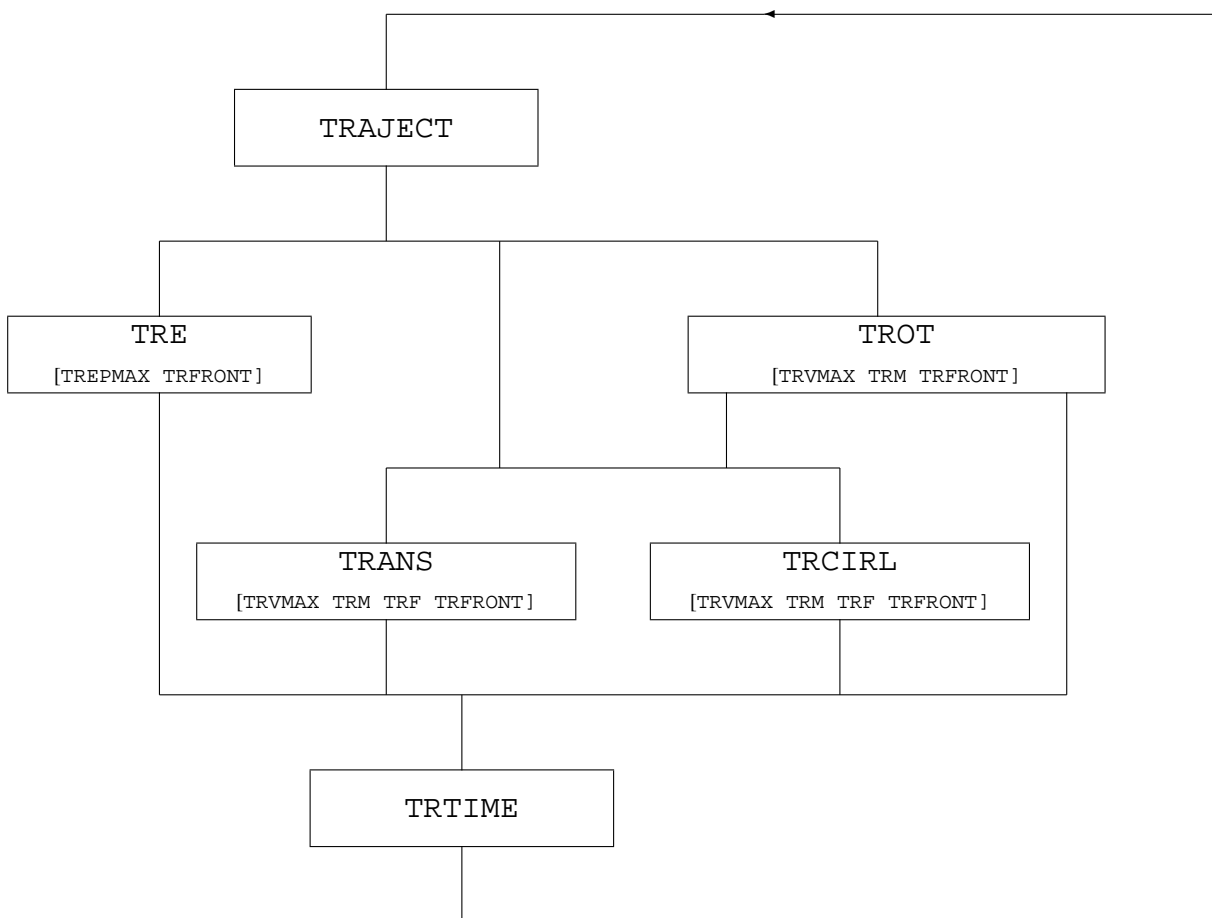 TRAJECT
TRE
[TREPMAX TRFRONT]
TROT
[TRVMAX TRM TRFRONT]
TRANS
[TRVMAX TRM TRF TRFRONT]
TRCIRL
[TRVMAX TRM TRF TRFRONT]
TRTIME